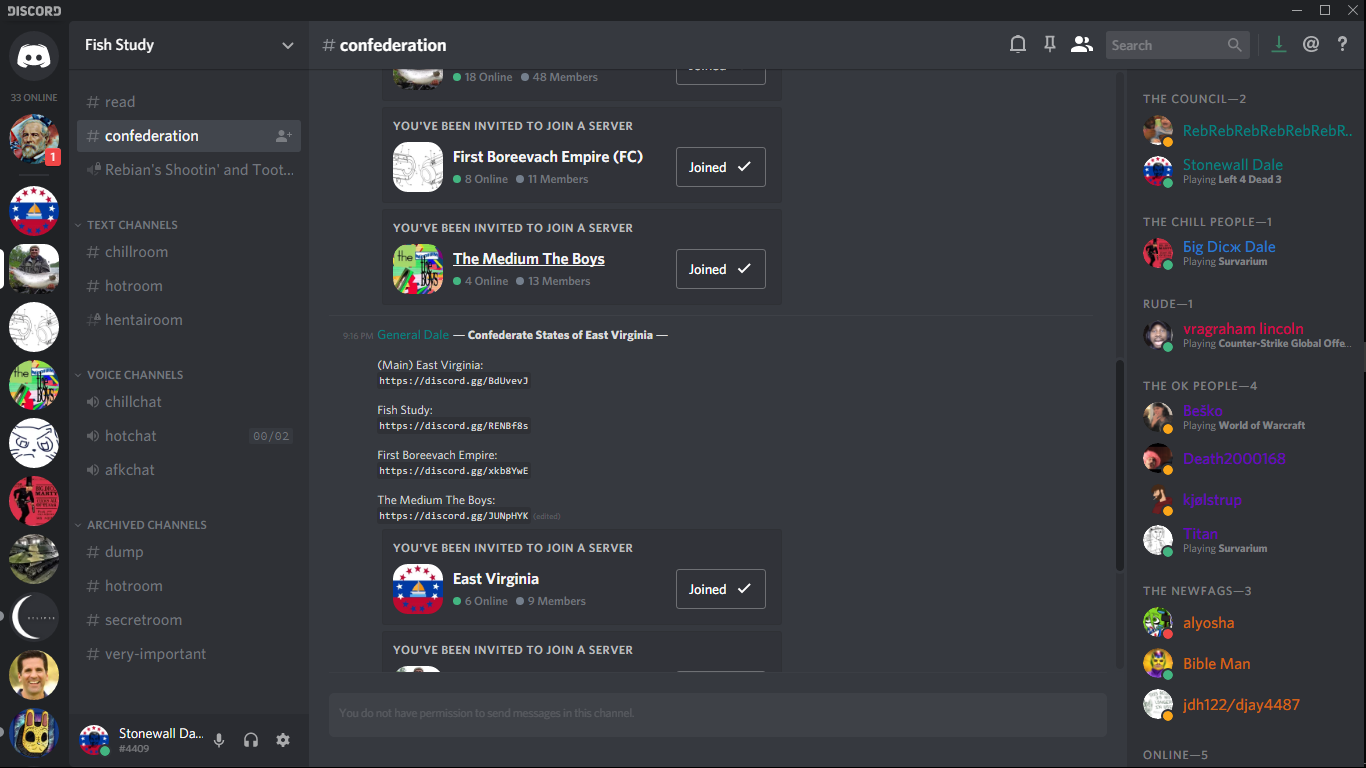 DISCORD
33 ONLINE
1
Fish Study
# read
# confederation
Rebian's Shootin' and Toot...
TEXT CHANNELS
# chillroom
# hotroom
# hentairoom
VOICE CHANNELS
chillchat
hotchat 00/02
afkchat
ARCHIVED CHANNELS
# dump
# hotroom
# secretroom
# very-important
Stonewall Da...
#4409
# confederation
Search
18 Online 48 Members
Joined
YOU'VE BEEN INVITED TO JOIN A SERVER
First Boreevach Empire (FC)
8 Online 11 Members
Joined
YOU'VE BEEN INVITED TO JOIN A SERVER
the
THE BOYS
The Medium The Boys
4 Online 13 Members
Joined
9:16 PM General Dale — Confederate States of East Virginia —
(Main) East Virginia:
https://discord.gg/BdUvevJ
Fish Study:
https://discord.gg/RENBf8s
First Boreevach Empire:
https://discord.gg/xkb8YwE
The Medium The Boys:
https://discord.gg/JUNpHYK (edited)
YOU'VE BEEN INVITED TO JOIN A SERVER
East Virginia
6 Online 9 Members
Joined
YOU'VE BEEN INVITED TO JOIN A SERVER
You do not have permission to send messages in this channel.
THE COUNCIL—2
RebRebRebRebRebRebR...
Stonewall Dale
Playing Left 4 Dead 3
THE CHILL PEOPLE—1
Біg Dicж Dale
Playing Survarium
RUDE—1
vragraham lincoln
Playing Counter-Strike Global Offe...
THE OK PEOPLE—4
Beško
Playing World of Warcraft
Death2000168
kjelstrup
Titan
Playing Survarium
THE NEWFAGS—3
alyosha
Bible Man
jdh122/djay4487
ONLINE—5